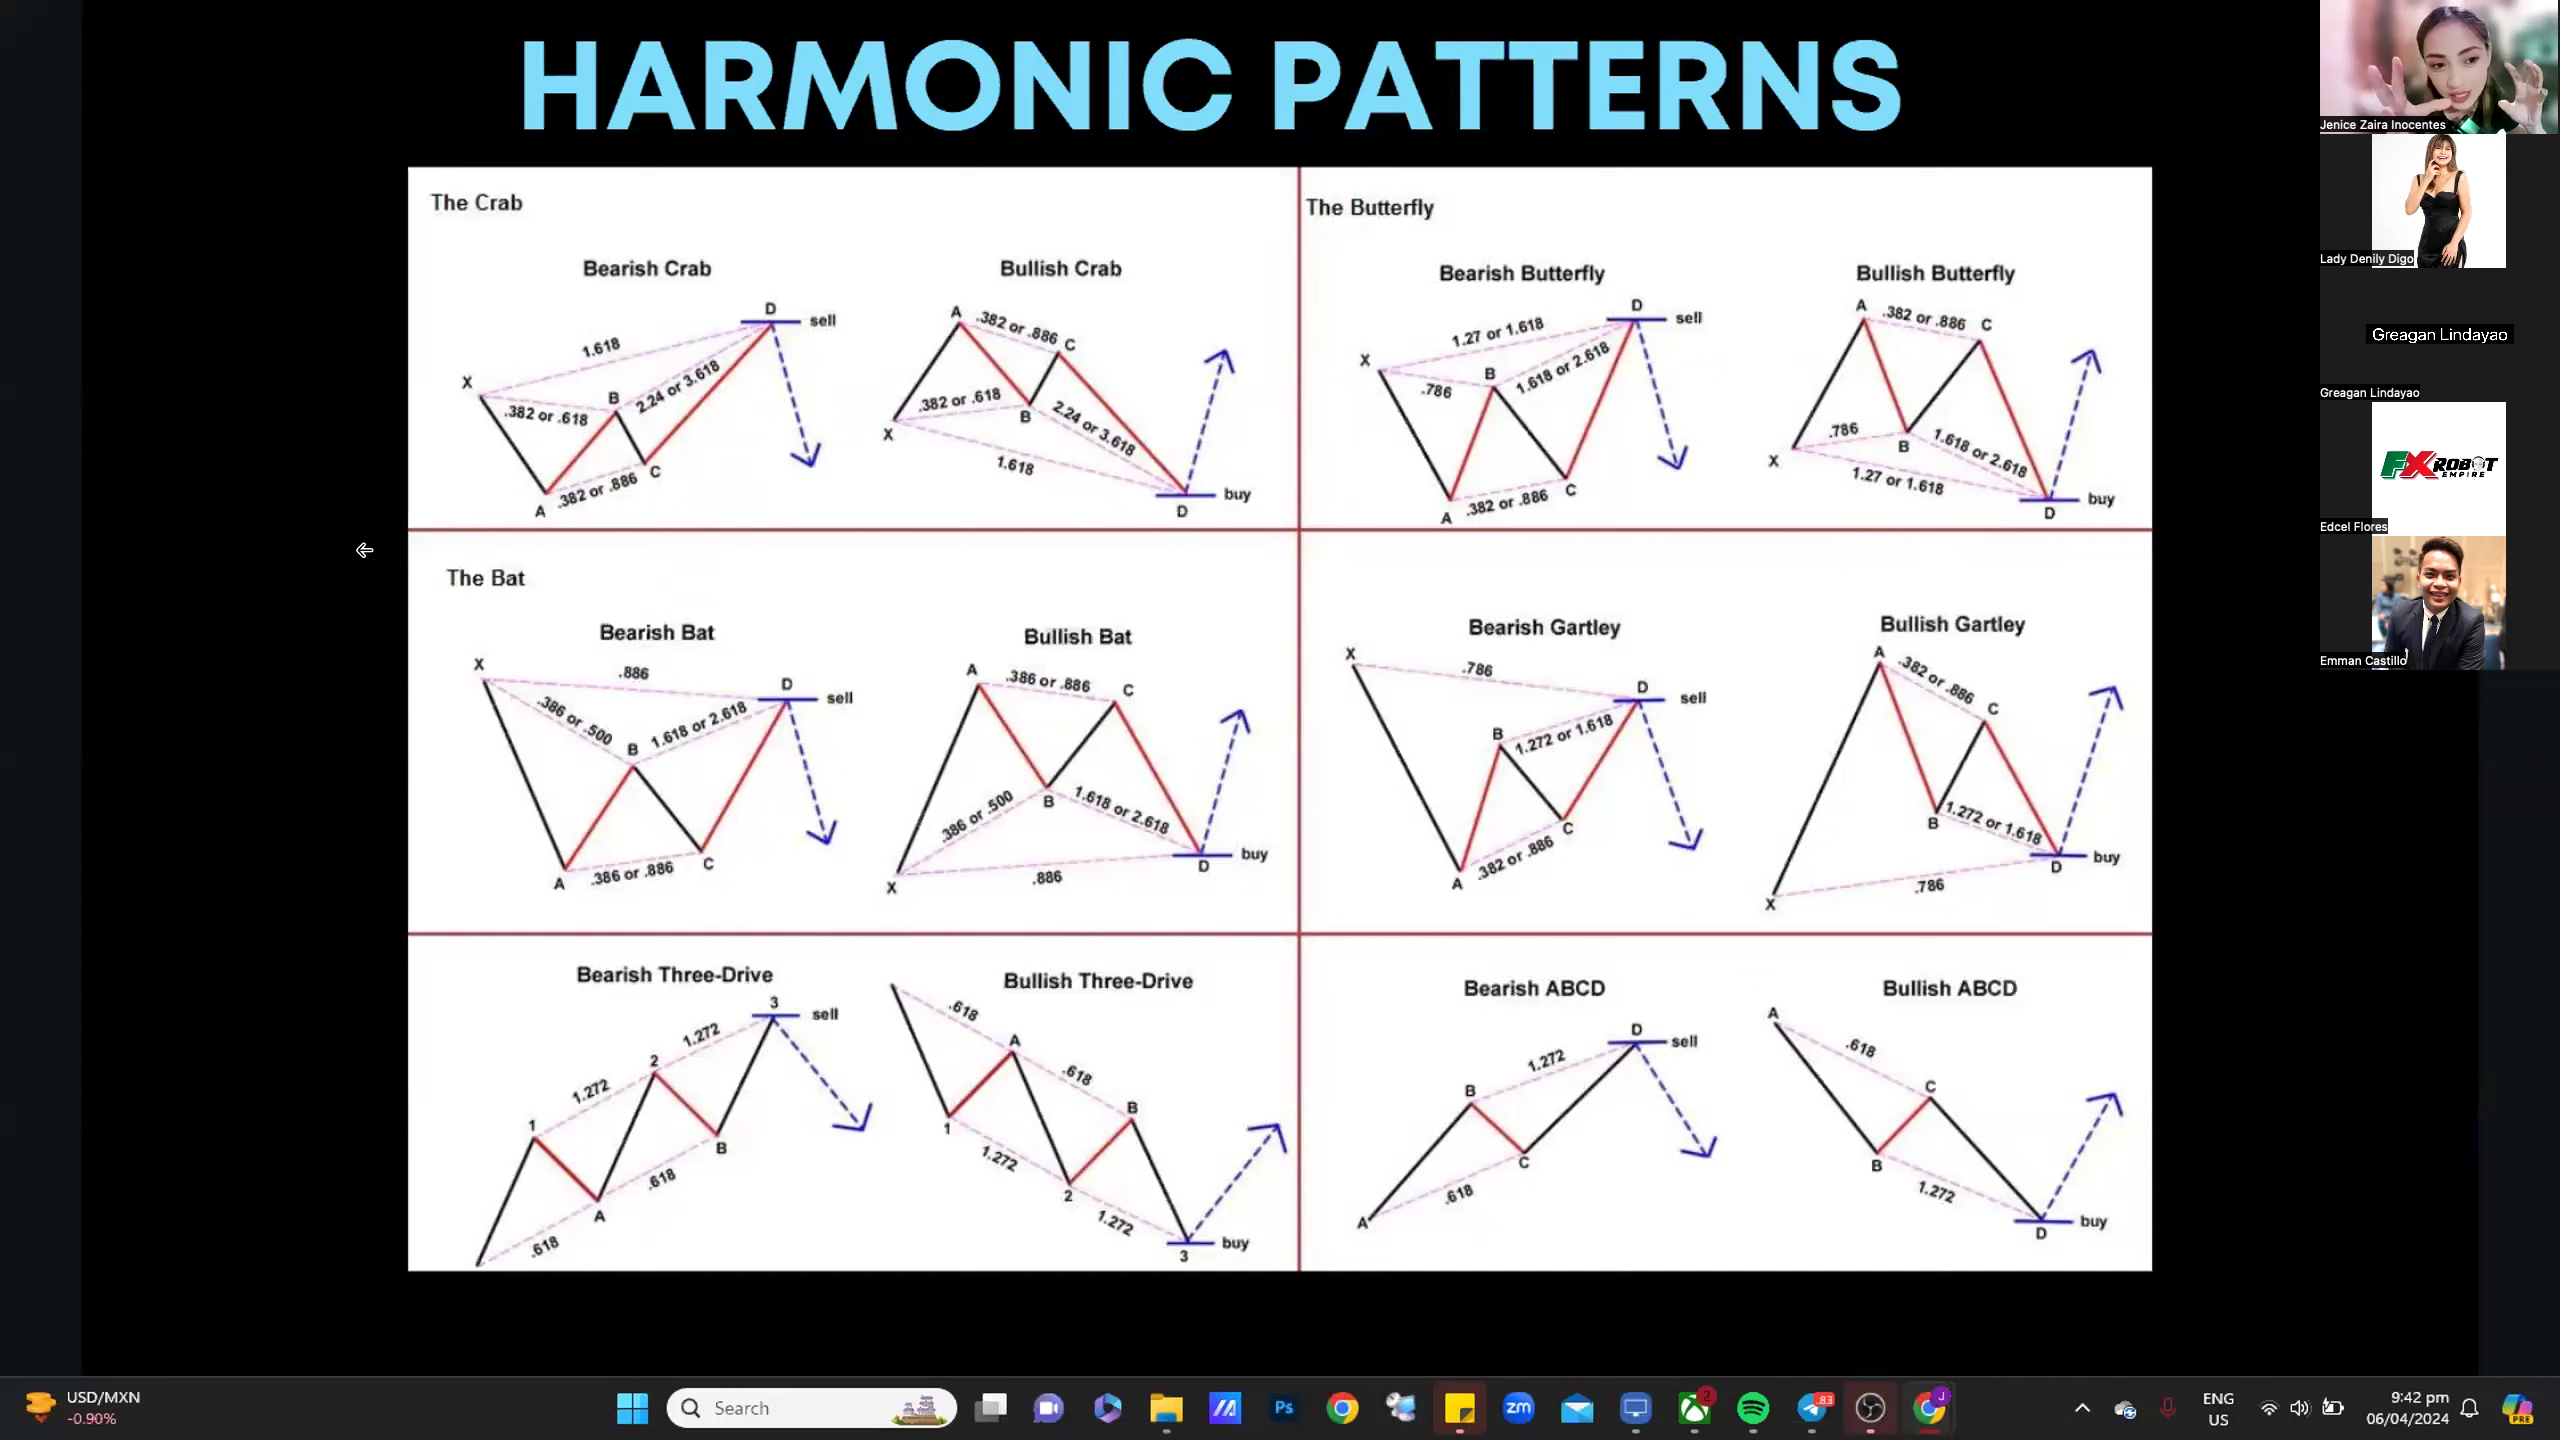 HARMONIC PATTERNS
The Crab
Bearish Crab
Bullish Crab
D
sell
1.618
X
B
2.24 or 3.618
.382 or .618
C
.382 or .886
A
A
.382 or .886
C
.382 or .618
B
2.24 or 3.618
X
1.618
buy
D
The Butterfly
Bearish Butterfly
Bullish Butterfly
D
sell
1.27 or 1.618
X
B
1.618 or 2.618
.786
C
.382 or .886
A
A
.382 or .886
C
.786
B
1.618 or 2.618
X
1.27 or 1.618
buy
D
The Bat
Bearish Bat
Bullish Bat
X
.886
D
sell
.386 or .500
B
1.618 or 2.618
C
.386 or .886
A
A
.386 or .886
C
.386 or .500
B
1.618 or 2.618
buy
X
.886
D
Bearish Gartley
Bullish Gartley
X
.786
D
sell
B
1.272 or 1.618
C
.382 or .886
A
A
.382 or .886
C
B
1.272 or 1.618
buy
D
.786
X
Bearish Three-Drive
Bullish Three-Drive
3
sell
1.272
2
1.272
1
B
.618
A
.618
.618
A
.618
B
1
1.272
2
1.272
buy
3
Bearish ABCD
Bullish ABCD
D
sell
1.272
B
C
.618
A
A
.618
C
B
1.272
buy
D
Jenice Zaira Inocentes
Lady Denily Digo
Greagan Lindayao
Greagan Lindayao
FX ROBOT
EMPIRE
Edcel Flores
Emman Castillo
USD/MXN
-0.90%
Search
Ps
zm
2
83
J
ENG
US
9:42 pm
06/04/2024
PRE